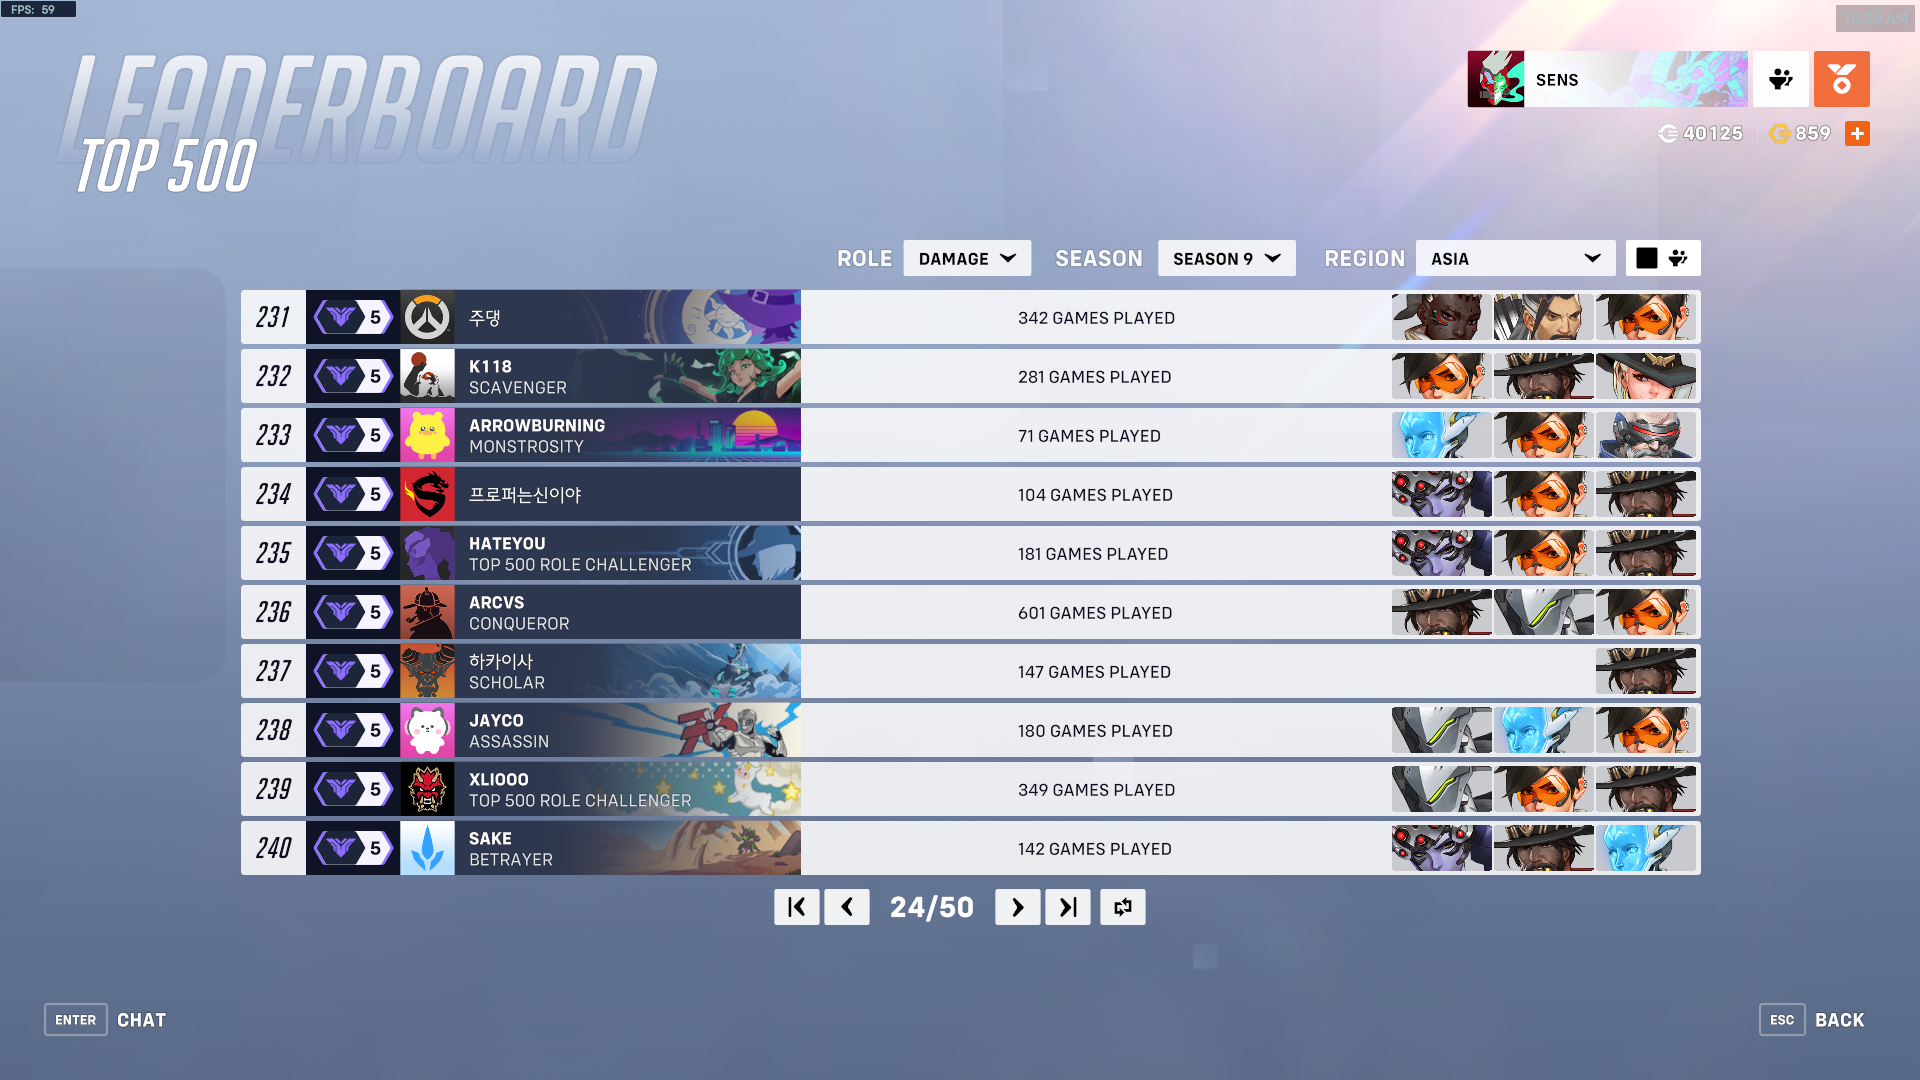 FPS: 59
10:23 AM
LEADERBOARD
TOP 500
SENS
40125
859
ROLE DAMAGE SEASON SEASON 9 REGION ASIA
231 5 주댕 342 GAMES PLAYED
232 5 K118 281 GAMES PLAYED
SCAVENGER
233 5 ARROWBURNING 71 GAMES PLAYED
MONSTROSITY
234 5 프로퍼는신이야 104 GAMES PLAYED
235 5 HATEYOU 181 GAMES PLAYED
TOP 500 ROLE CHALLENGER
236 5 ARCVS 601 GAMES PLAYED
CONQUEROR
237 5 하카이사 147 GAMES PLAYED
SCHOLAR
238 5 JAYCO 180 GAMES PLAYED
ASSASSIN
239 5 XLIOOO 349 GAMES PLAYED
TOP 500 ROLE CHALLENGER
240 5 SAKE 142 GAMES PLAYED
BETRAYER
24/50
ENTER CHAT
ESC BACK